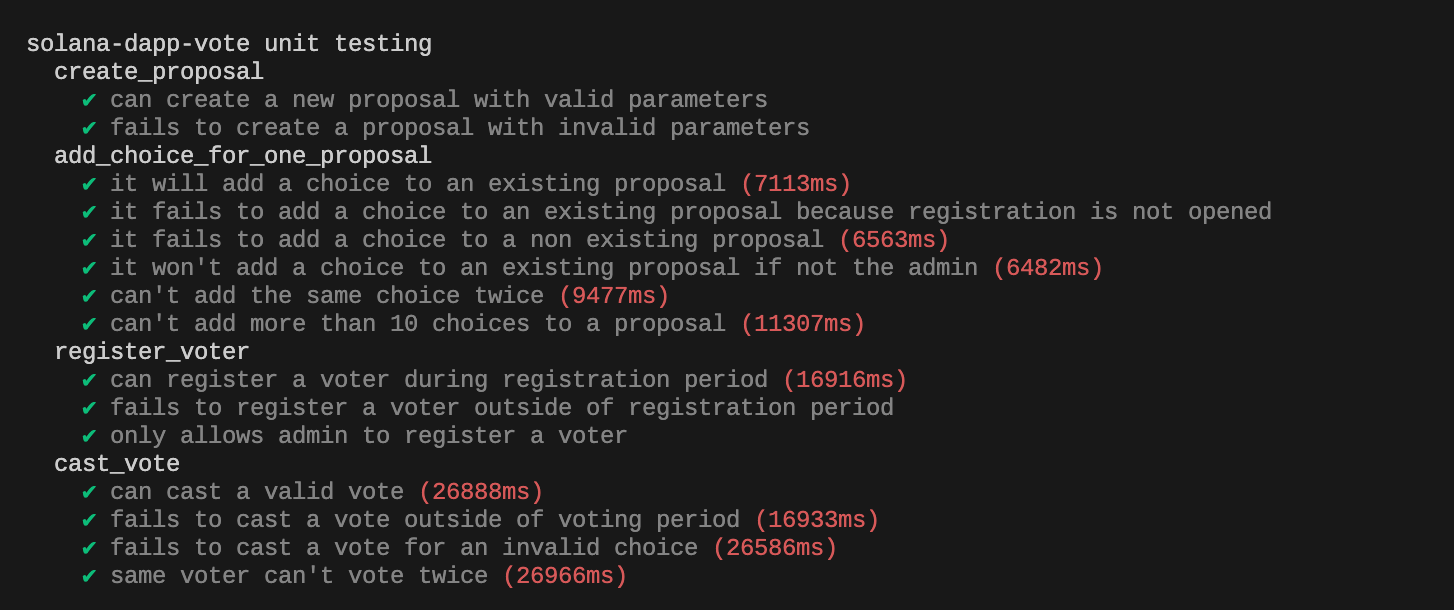 solana-dapp-vote unit testing
create_proposal
✔ can create a new proposal with valid parameters
✔ fails to create a proposal with invalid parameters
add_choice_for_one_proposal
✔ it will add a choice to an existing proposal (7113ms)
✔ it fails to add a choice to an existing proposal because registration is not opened
✔ it fails to add a choice to a non existing proposal (6563ms)
✔ it won't add a choice to an existing proposal if not the admin (6482ms)
✔ can't add the same choice twice (9477ms)
✔ can't add more than 10 choices to a proposal (11307ms)
register_voter
✔ can register a voter during registration period (16916ms)
✔ fails to register a voter outside of registration period
✔ only allows admin to register a voter
cast_vote
✔ can cast a valid vote (26888ms)
✔ fails to cast a vote outside of voting period (16933ms)
✔ fails to cast a vote for an invalid choice (26586ms)
✔ same voter can't vote twice (26966ms)